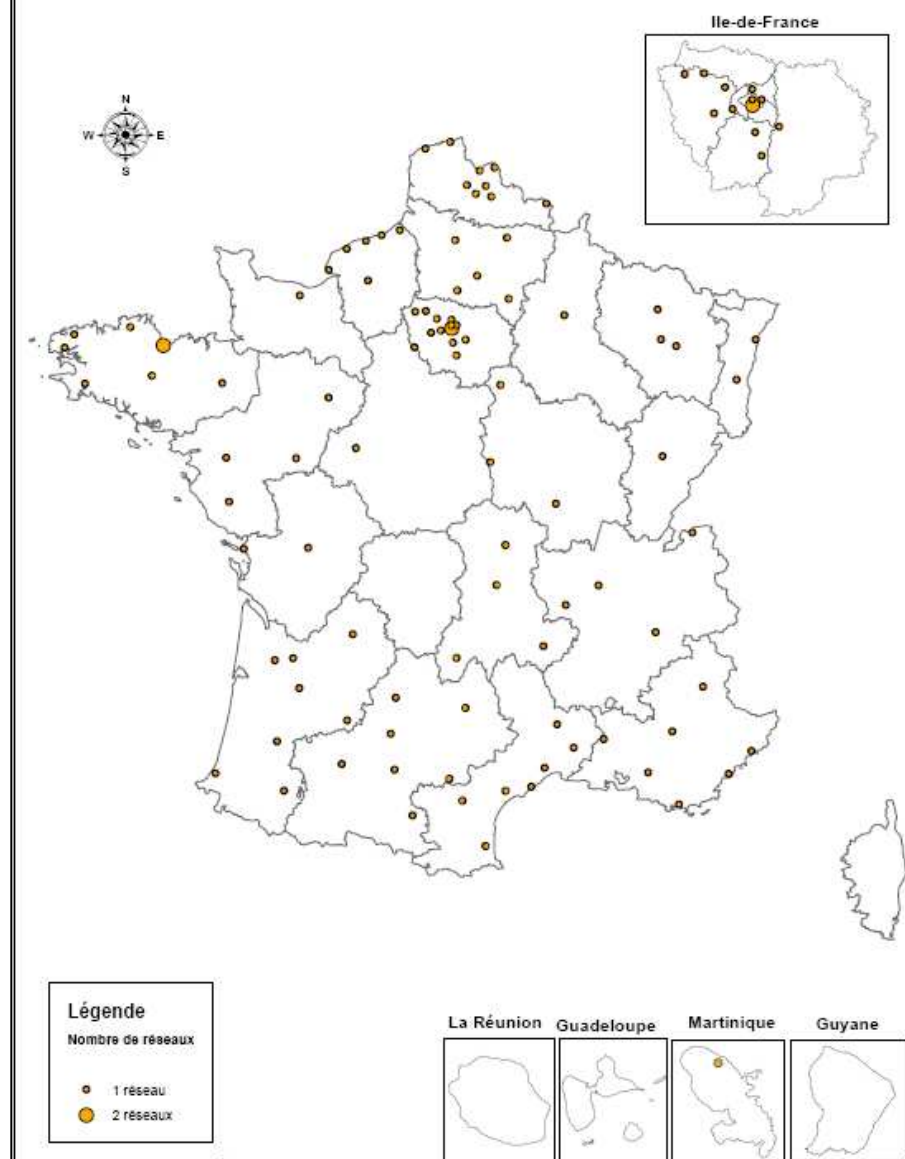 Ile-de-France
N
W E
S
Légende
Nombre de réseaux
1 réseau
2 réseaux
La Réunion
Guadeloupe
Martinique
Guyane